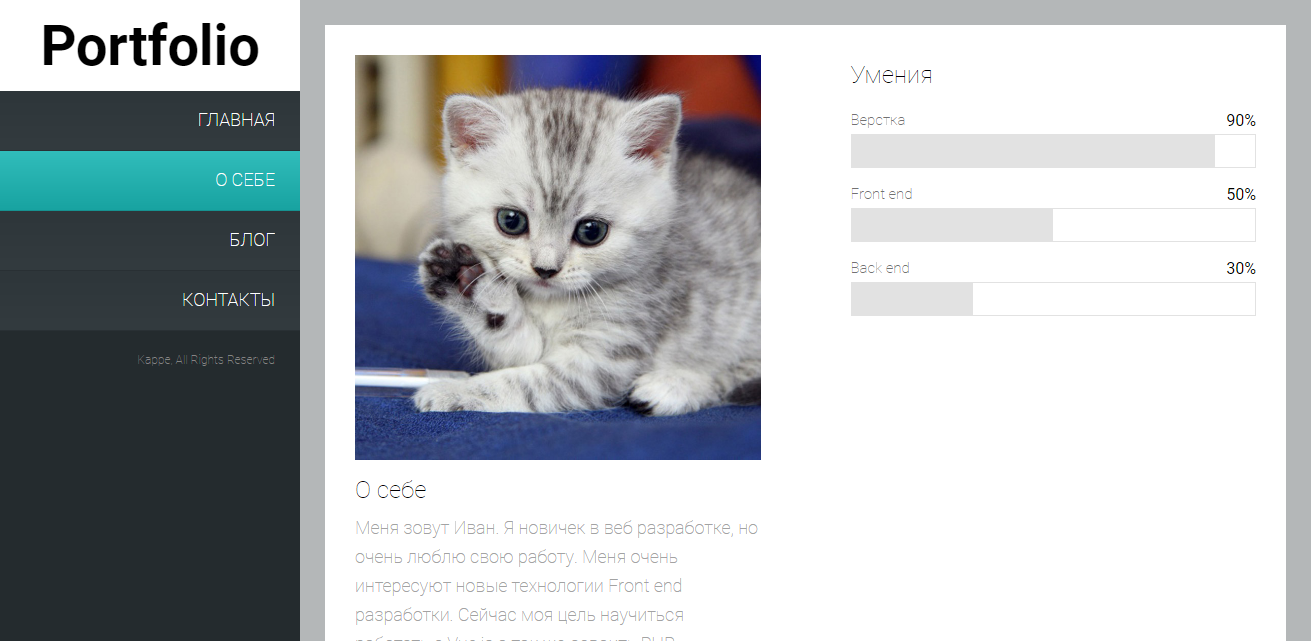 Portfolio
ГЛАВНАЯ
О СЕБЕ
БЛОГ
КОНТАКТЫ
Kappe, All Rights Reserved
О себе
Меня зовут Иван. Я новичек в веб разработке, но
очень люблю свою работу. Меня очень
интересуют новые технологии Front end
разработки. Сейчас моя цель научиться
Умения
Верстка 90%
Front end 50%
Back end 30%